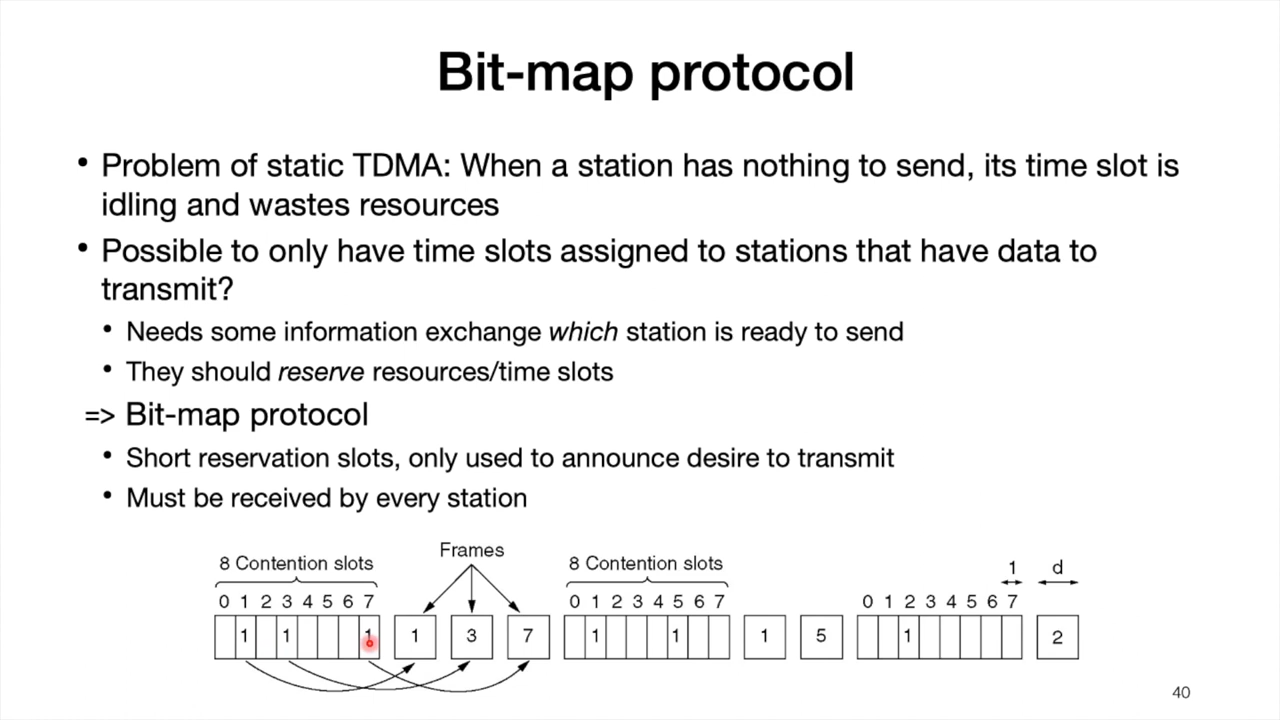 Bit-map protocol
• Problem of static TDMA: When a station has nothing to send, its time slot is
idling and wastes resources
• Possible to only have time slots assigned to stations that have data to
transmit?
• Needs some information exchange which station is ready to send
• They should reserve resources/time slots
=> Bit-map protocol
• Short reservation slots, only used to announce desire to transmit
• Must be received by every station
Frames
8 Contention slots 8 Contention slots 1 d
0 1 2 3 4 5 6 7 0 1 2 3 4 5 6 7 0 1 2 3 4 5 6 7
1 1 1 1 3 7 1 1 1 5 1 2
40